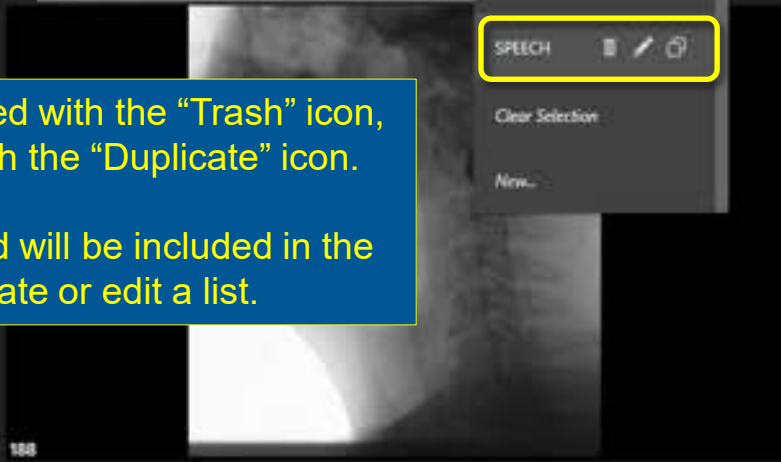 SPEECH
ed with the “Trash” icon,
h the “Duplicate” icon.
Clear Selection
New...
d will be included in the
ate or edit a list.
188